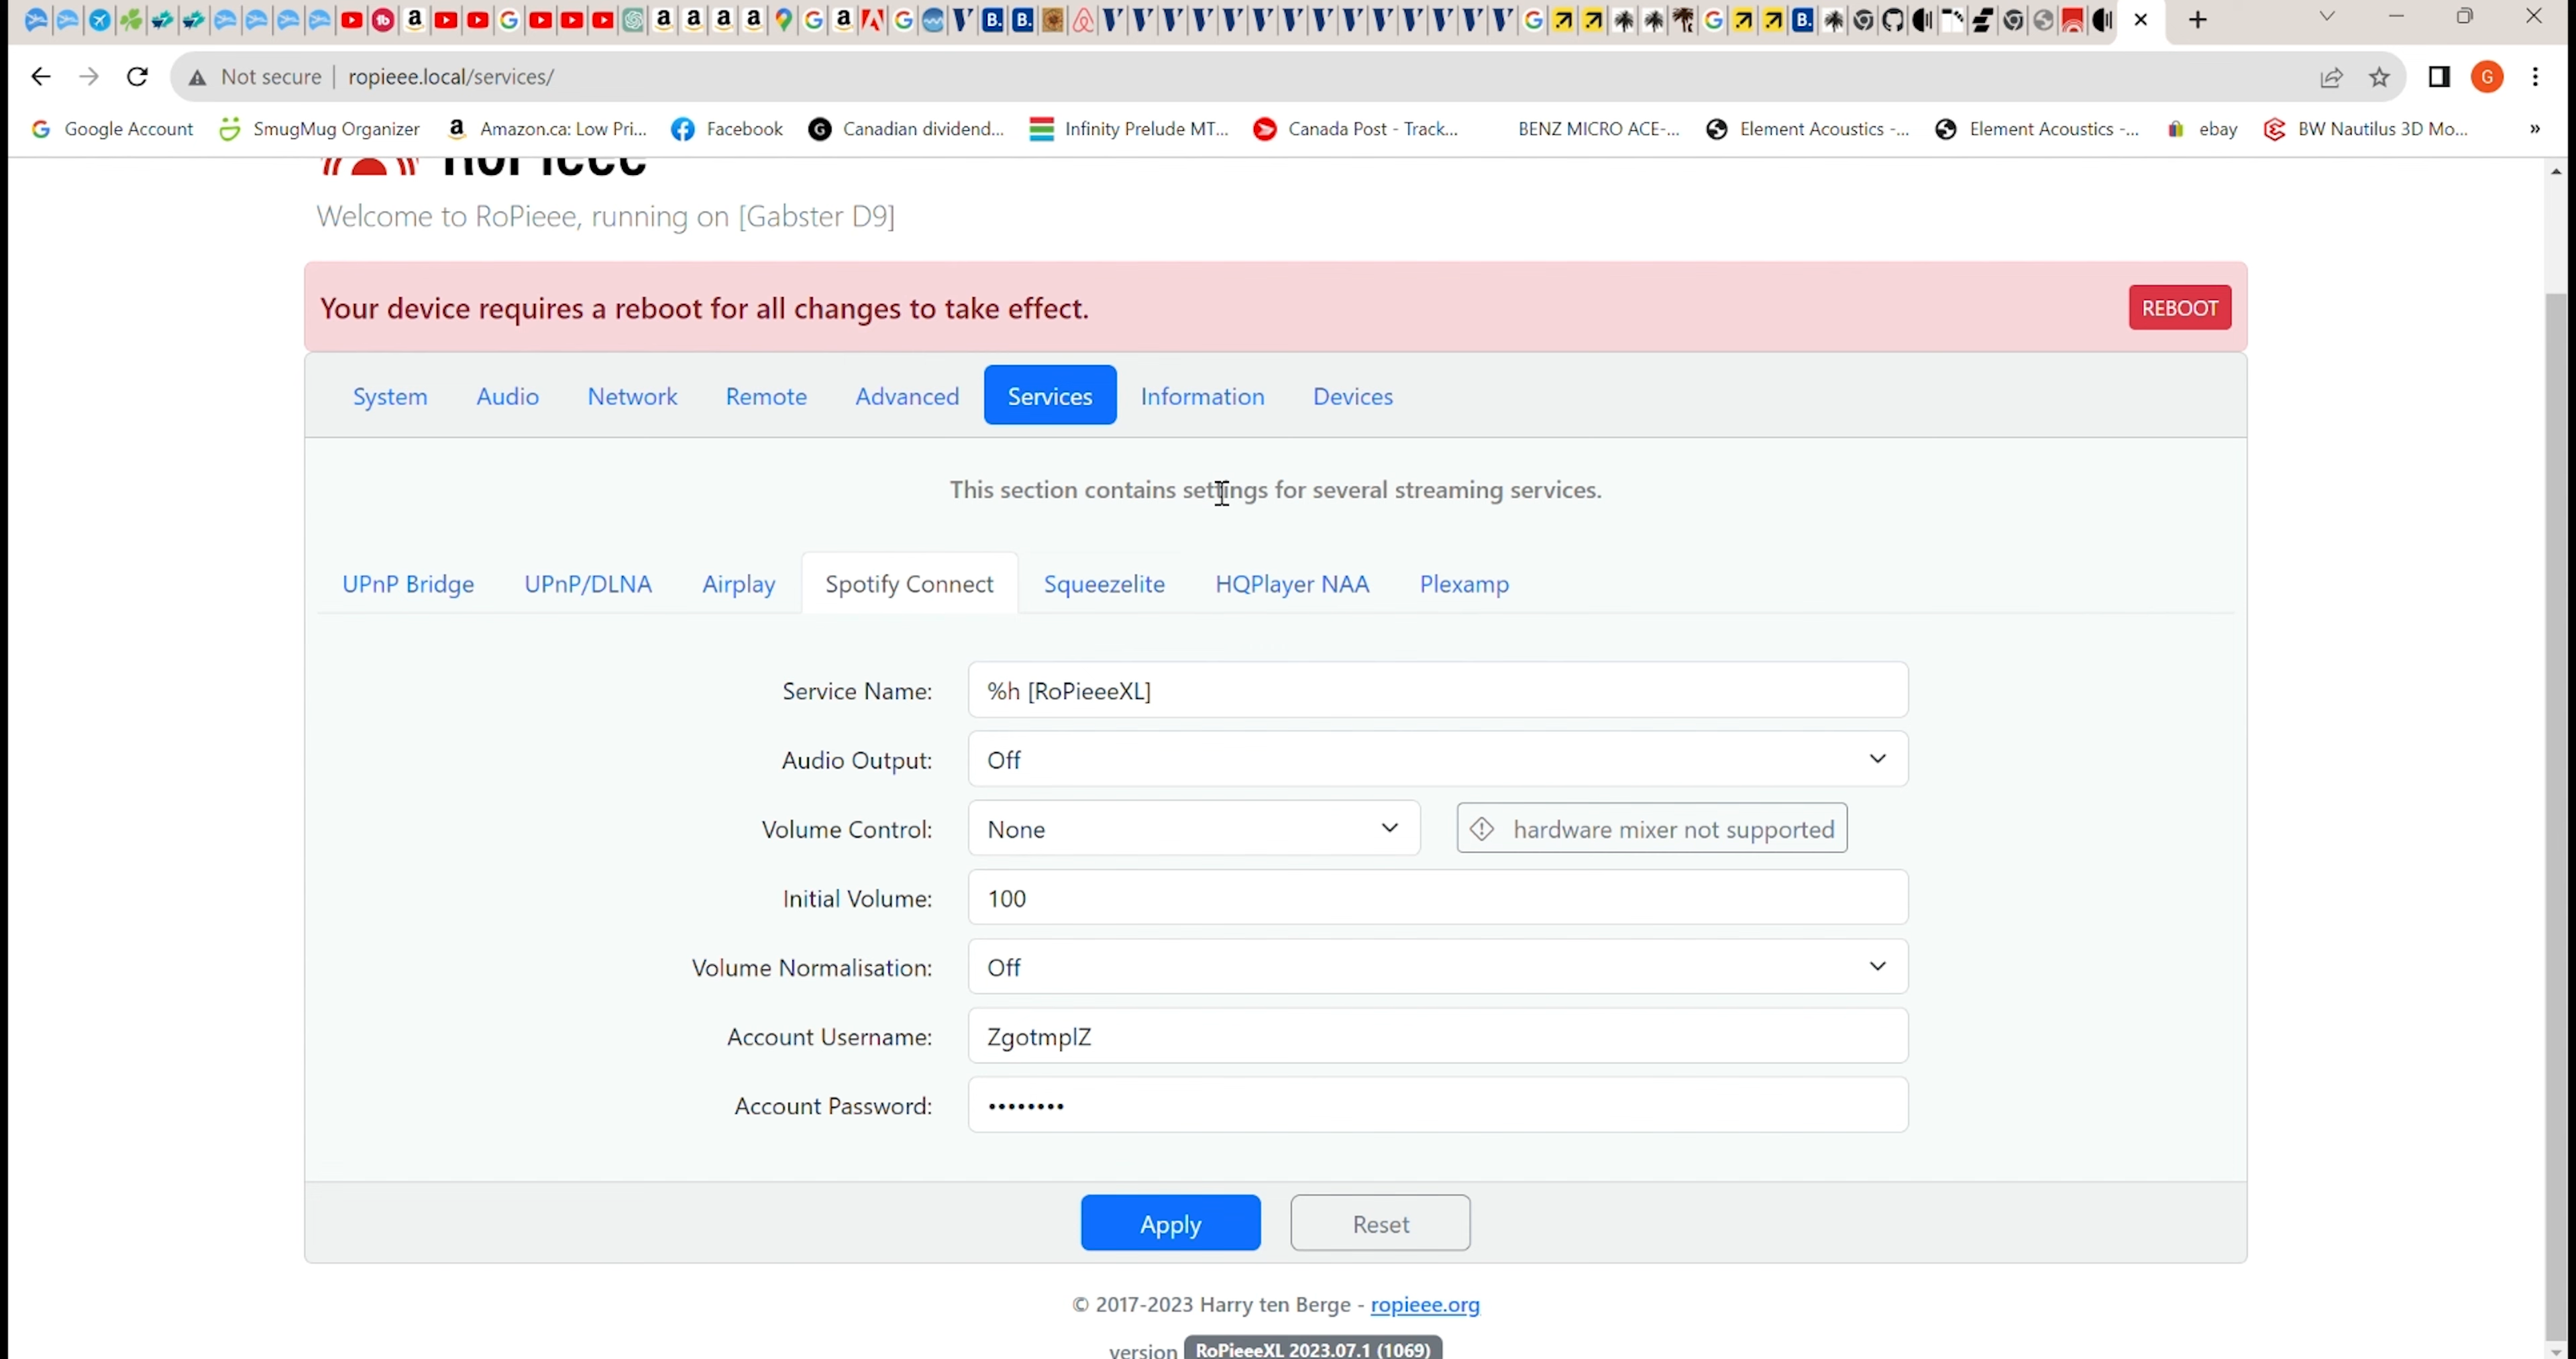 Not secure | ropieee.local/services/
Google Account SmugMug Organizer Amazon.ca: Low Pri... Facebook Canadian dividend... Infinity Prelude MT... Canada Post - Track... BENZ MICRO ACE-... Element Acoustics -... Element Acoustics -... ebay BW Nautilus 3D Mo... »
RoPieee
Welcome to RoPieee, running on [Gabster D9]
Your device requires a reboot for all changes to take effect. REBOOT
System Audio Network Remote Advanced Services Information Devices
This section contains settings for several streaming services.
UPnP Bridge UPnP/DLNA Airplay Spotify Connect Squeezelite HQPlayer NAA Plexamp
Service Name: %h [RoPieeeXL]
Audio Output: Off
Volume Control: None hardware mixer not supported
Initial Volume: 100
Volume Normalisation: Off
Account Username: ZgotmplZ
Account Password: ••••••••
Apply Reset
© 2017-2023 Harry ten Berge - ropieee.org
version RoPieeeXL 2023.07.1 (1069)